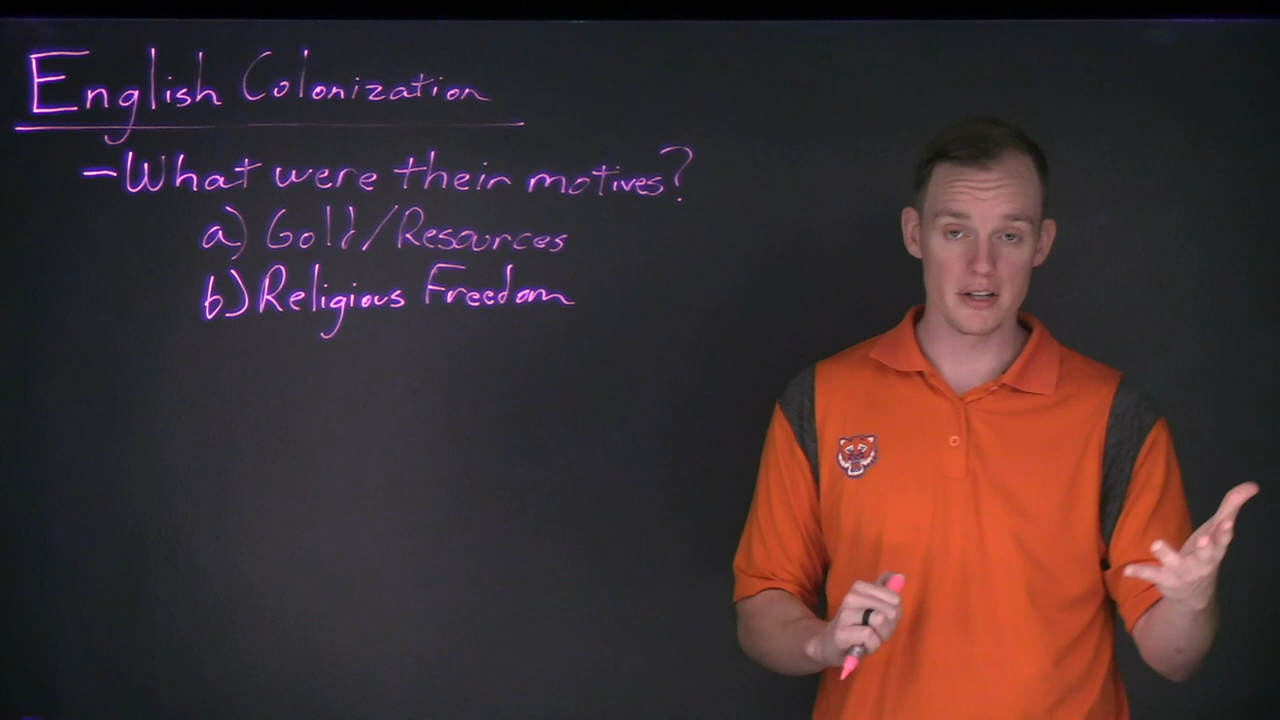 English Colonization
- What were their motives?
a) Gold/Resources
b) Religious Freedom